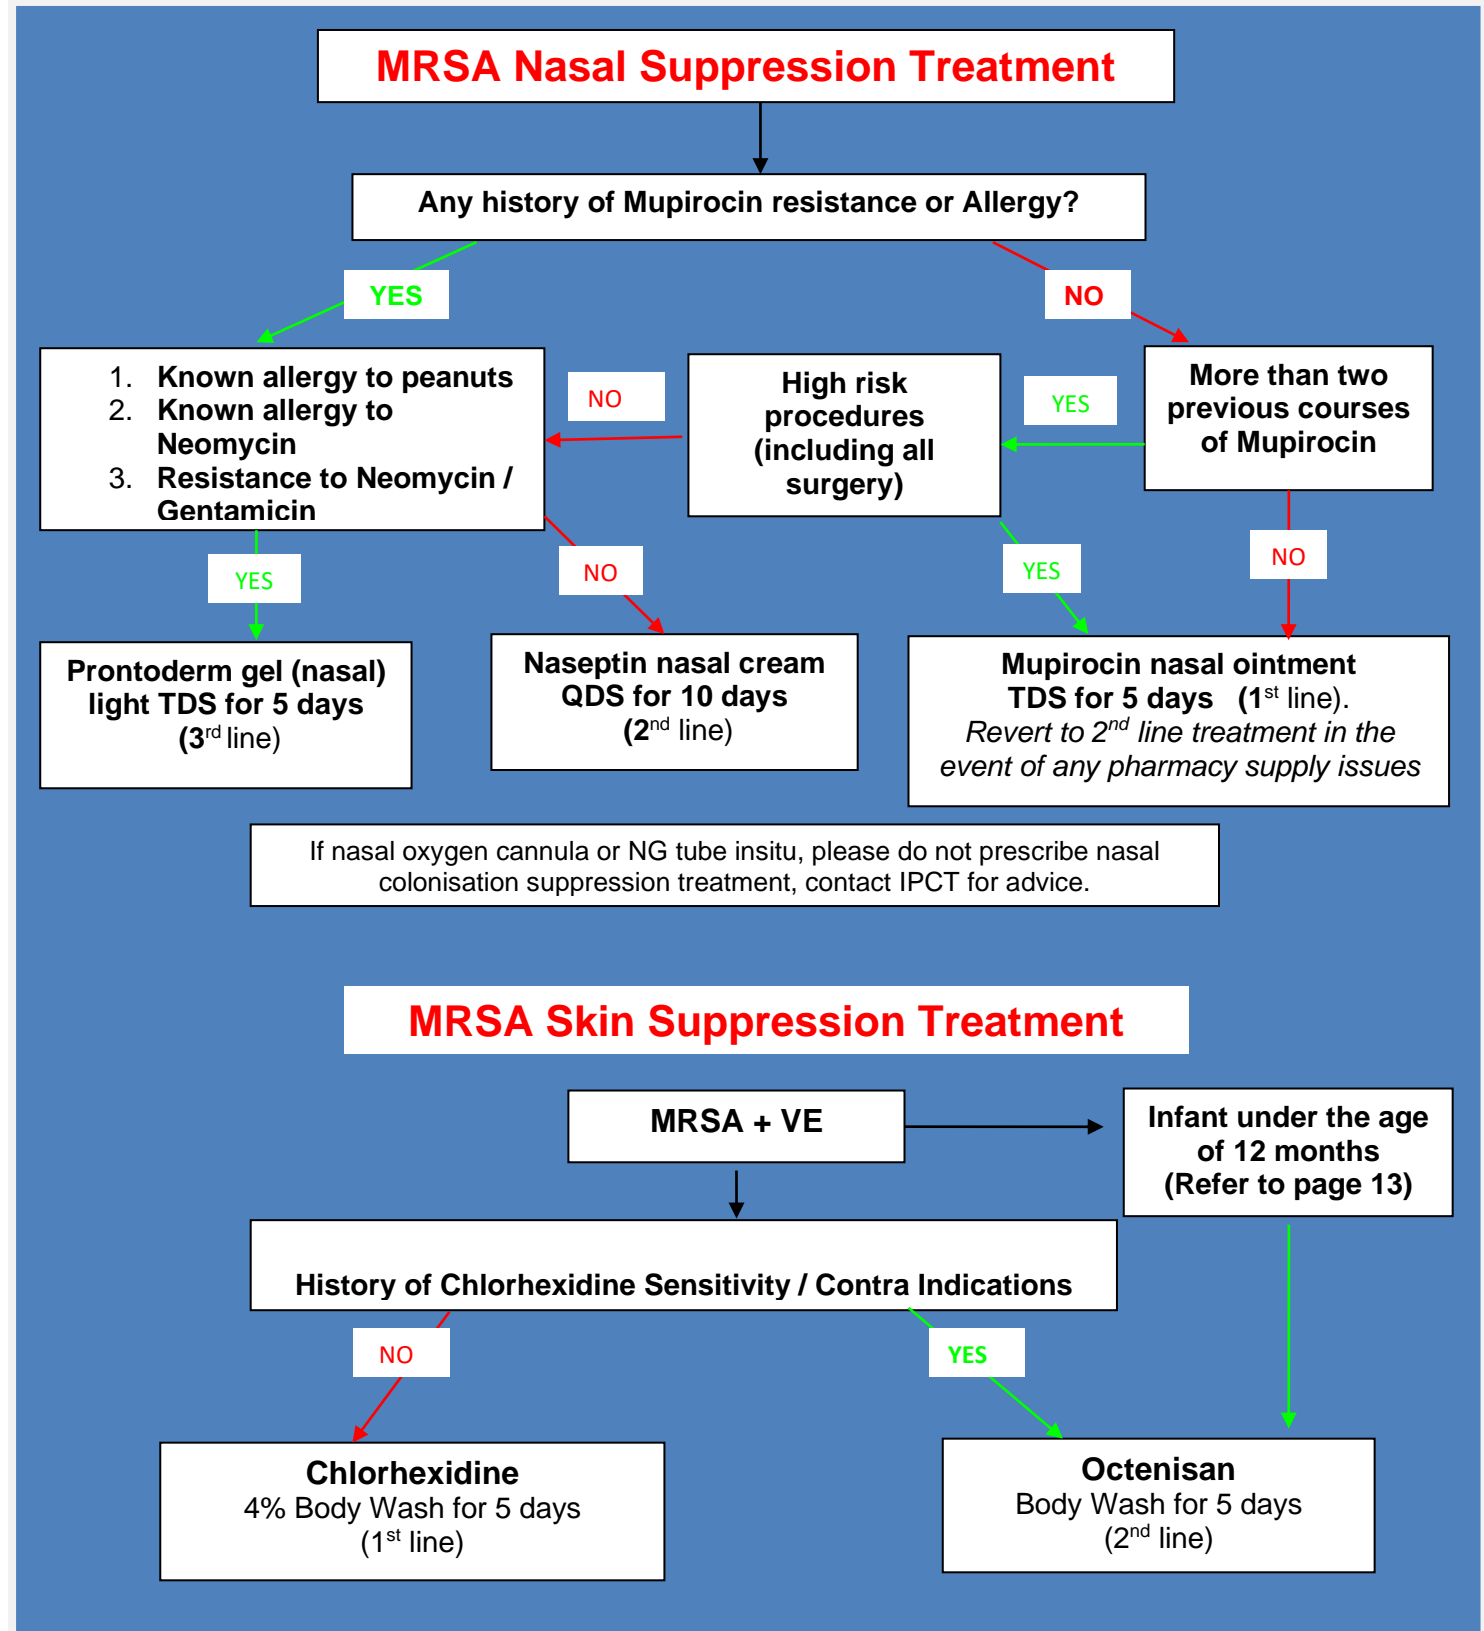 MRSA Nasal Suppression Treatment
Any history of Mupirocin resistance or Allergy?
YES
NO
1. Known allergy to peanuts
2. Known allergy to
Neomycin
3. Resistance to Neomycin /
Gentamicin
NO
High risk
procedures
(including all
surgery)
YES
More than two
previous courses
of Mupirocin
YES
NO
YES
NO
Prontoderm gel (nasal)
light TDS for 5 days
(3rd line)
Naseptin nasal cream
QDS for 10 days
(2nd line)
Mupirocin nasal ointment
TDS for 5 days (1st line).
Revert to 2nd line treatment in the
event of any pharmacy supply issues
If nasal oxygen cannula or NG tube insitu, please do not prescribe nasal
colonisation suppression treatment, contact IPCT for advice.
MRSA Skin Suppression Treatment
MRSA + VE
Infant under the age
of 12 months
(Refer to page 13)
History of Chlorhexidine Sensitivity / Contra Indications
NO
YES
Chlorhexidine
4% Body Wash for 5 days
(1st line)
Octenisan
Body Wash for 5 days
(2nd line)